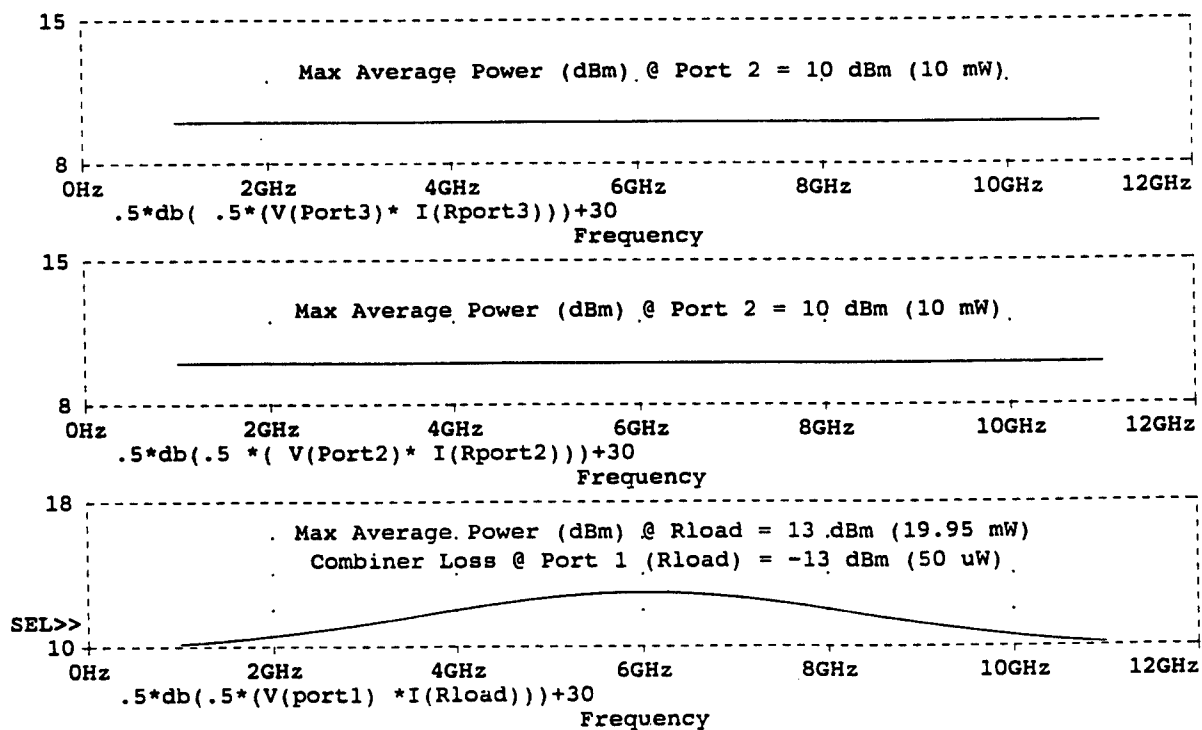 15
Max Average Power (dBm) @ Port 2 = 10 dBm (10 mW)
8
0Hz 2GHz 4GHz 6GHz 8GHz 10GHz 12GHz
.5*db( .5*(V(Port3)* I(Rport3)))+30
Frequency
15
Max Average Power (dBm) @ Port 2 = 10 dBm (10 mW)
8
0Hz 2GHz 4GHz 6GHz 8GHz 10GHz 12GHz
.5*db(.5 *( V(Port2)* I(Rport2)))+30
Frequency
18
Max Average Power (dBm) @ Rload = 13 dBm (19.95 mW)
Combiner Loss @ Port 1 (Rload) = -13 dBm (50 uW)
SEL>>
10
0Hz 2GHz 4GHz 6GHz 8GHz 10GHz 12GHz
.5*db(.5*(V(port1) *I(Rload)))+30
Frequency